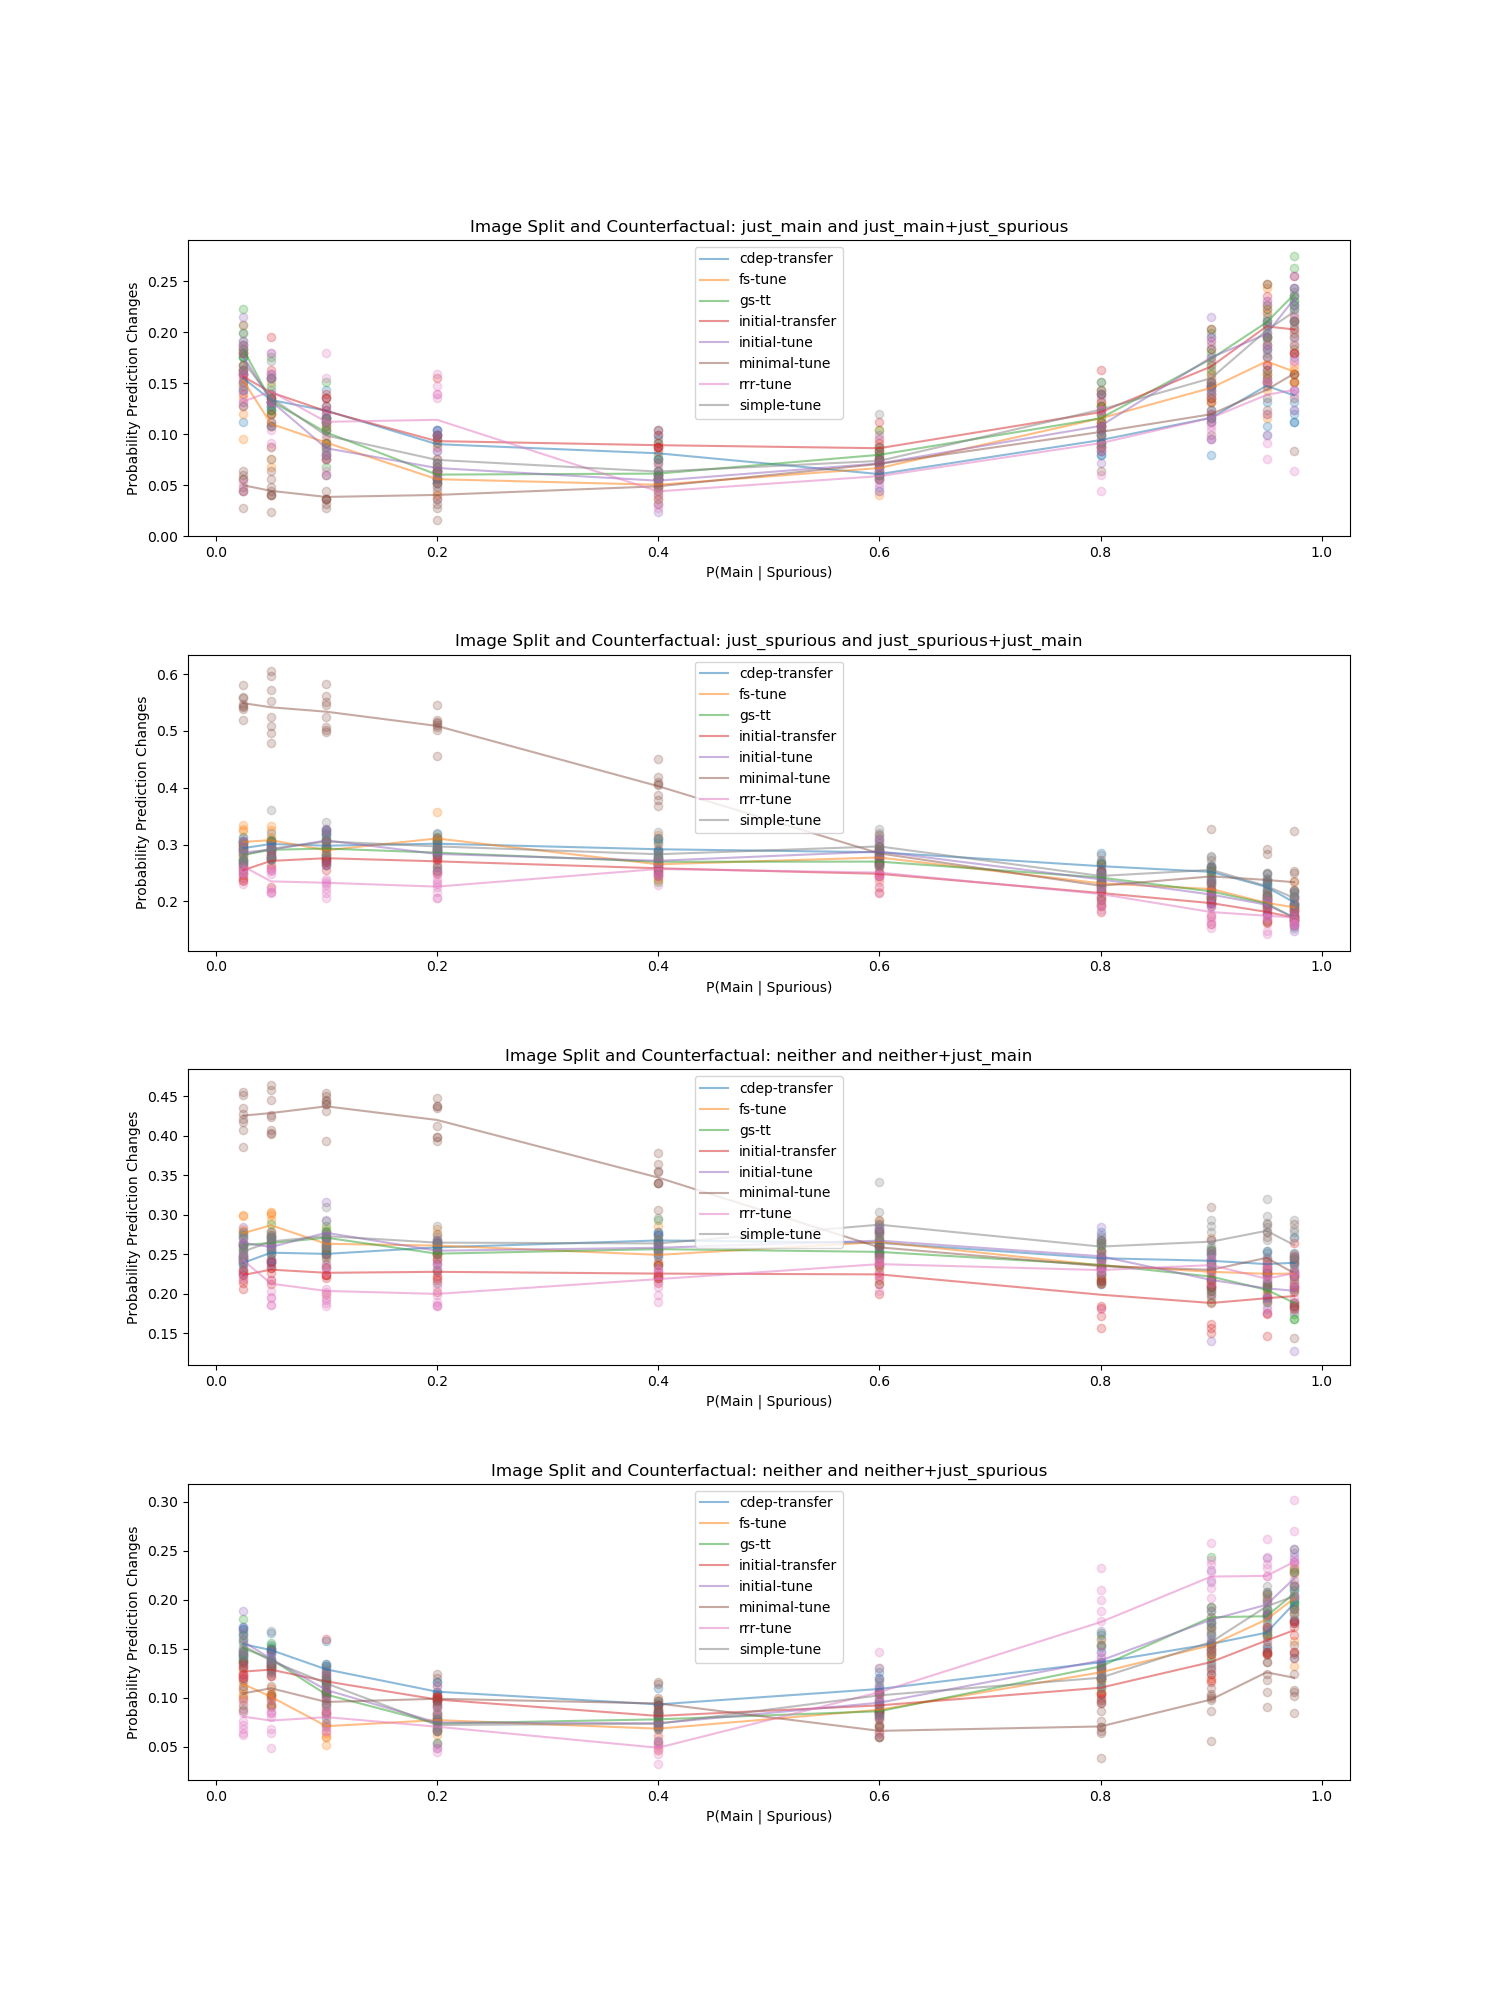 Image Split and Counterfactual: just_main and just_main+just_spurious
Probability Prediction Changes
0.25
0.20
0.15
0.10
0.05
0.00
cdep-transfer
fs-tune
gs-tt
initial-transfer
initial-tune
minimal-tune
rrr-tune
simple-tune
0.0 0.2 0.4 0.6 0.8 1.0
P(Main | Spurious)
Image Split and Counterfactual: just_spurious and just_spurious+just_main
Probability Prediction Changes
0.6
0.5
0.4
0.3
0.2
cdep-transfer
fs-tune
gs-tt
initial-transfer
initial-tune
minimal-tune
rrr-tune
simple-tune
0.0 0.2 0.4 0.6 0.8 1.0
P(Main | Spurious)
Image Split and Counterfactual: neither and neither+just_main
Probability Prediction Changes
0.45
0.40
0.35
0.30
0.25
0.20
0.15
cdep-transfer
fs-tune
gs-tt
initial-transfer
initial-tune
minimal-tune
rrr-tune
simple-tune
0.0 0.2 0.4 0.6 0.8 1.0
P(Main | Spurious)
Image Split and Counterfactual: neither and neither+just_spurious
Probability Prediction Changes
0.30
0.25
0.20
0.15
0.10
0.05
cdep-transfer
fs-tune
gs-tt
initial-transfer
initial-tune
minimal-tune
rrr-tune
simple-tune
0.0 0.2 0.4 0.6 0.8 1.0
P(Main | Spurious)